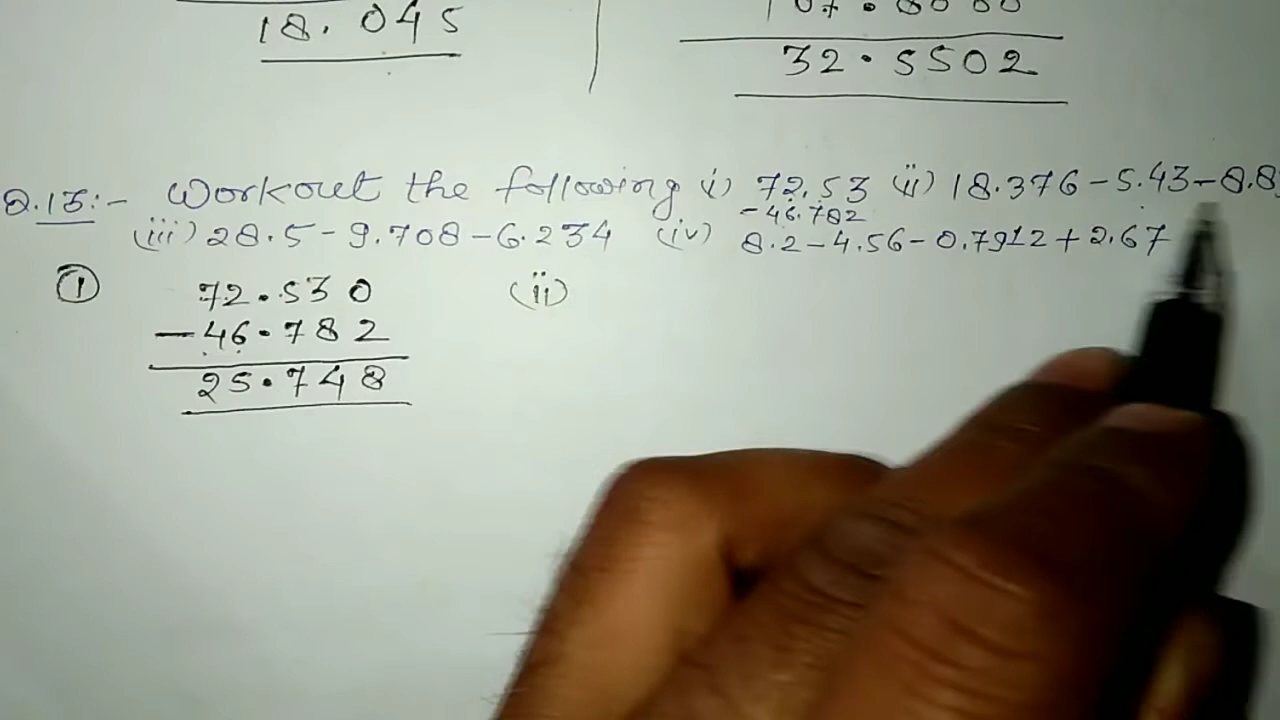 18.045
32.5502
Q.13:- Workout the following i) 72.53 ii) 18.376-5.43-8.8
-46.782
(iii) 28.5-9.708-6.234 (iv) 8.2-4.56-0.7912+2.67
① 72.530 (ii)
-46.782
25.748